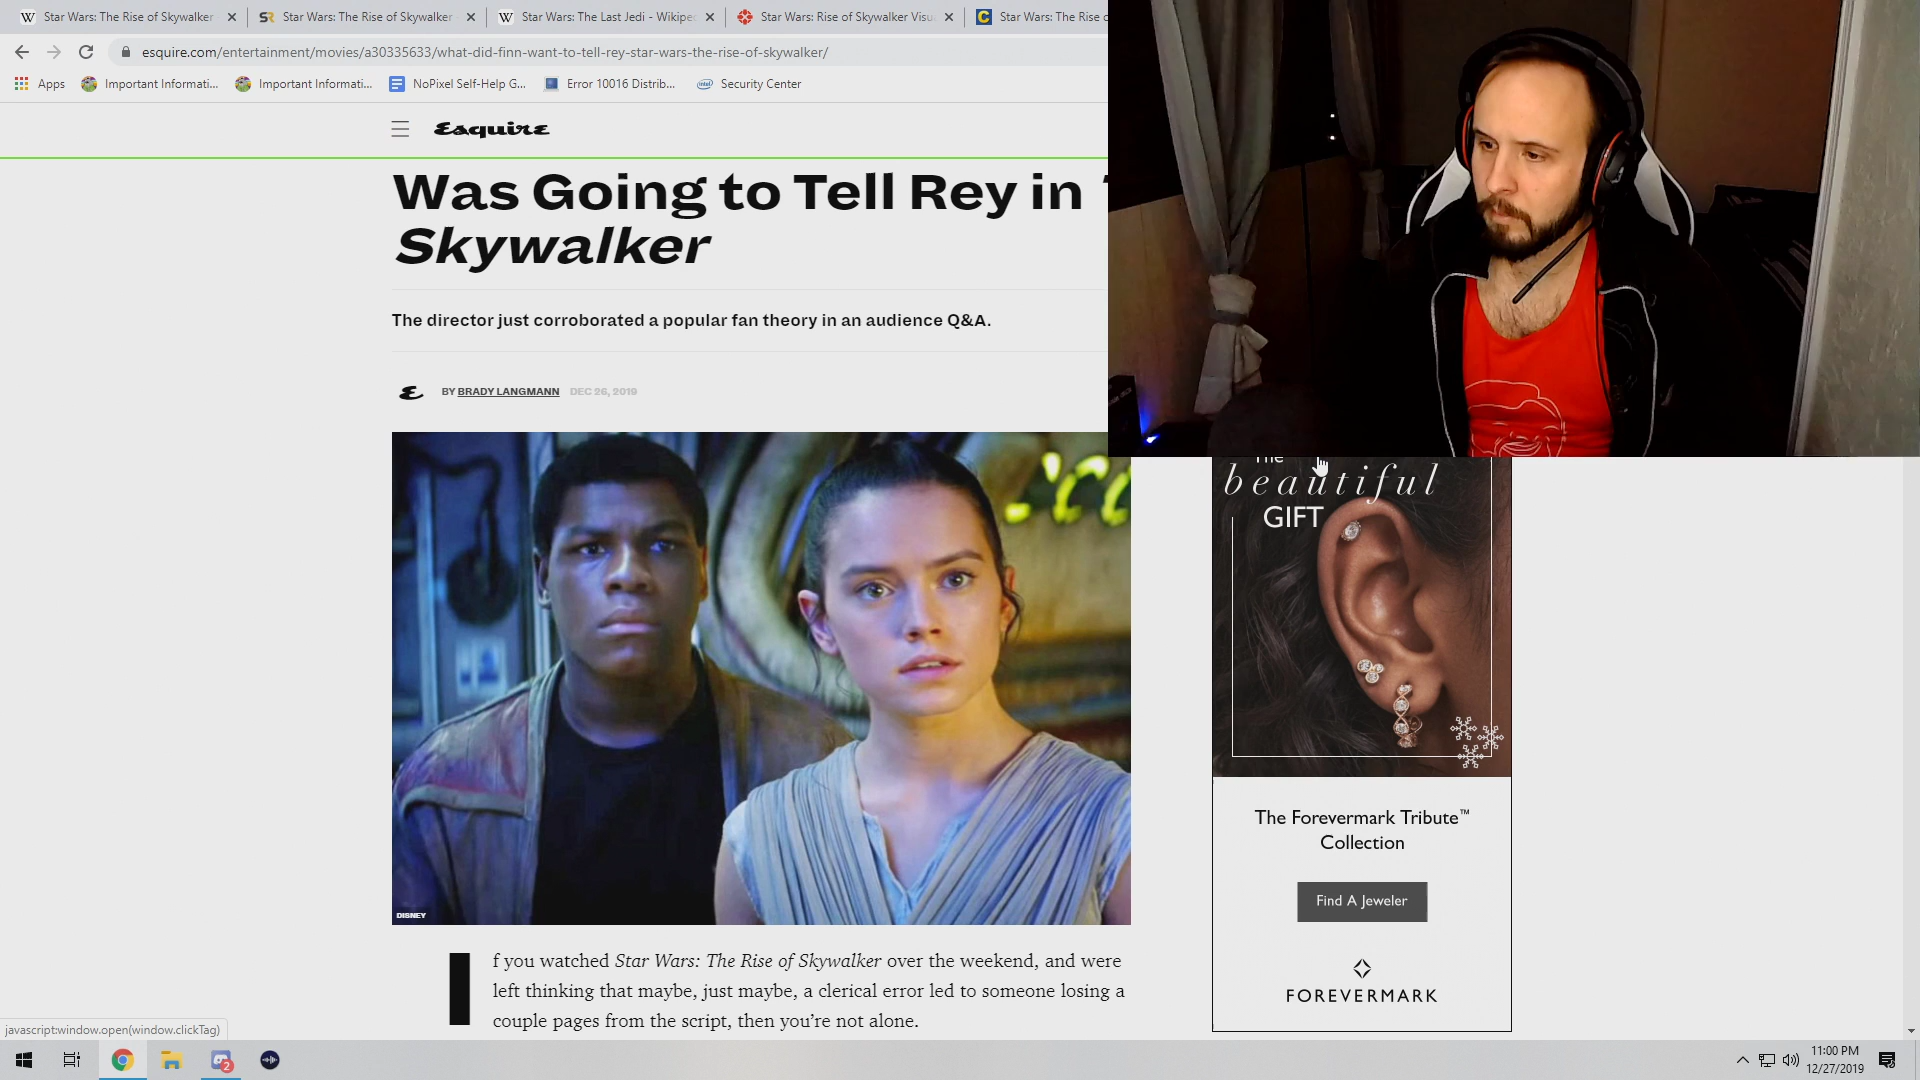 Star Wars: The Rise of Skywalker
Star Wars: The Rise of Skywalker
Star Wars: The Last Jedi - Wikipe
Star Wars: Rise of Skywalker Visu
Star Wars: The Rise o
esquire.com/entertainment/movies/a30335633/what-did-finn-want-to-tell-rey-star-wars-the-rise-of-skywalker/
Apps
Important Informati...
Important Informati...
NoPixel Self-Help G...
Error 10016 Distrib...
Security Center
Esquire
Was Going to Tell Rey in
Skywalker
The director just corroborated a popular fan theory in an audience Q&A.
BY BRADY LANGMANN DEC 26, 2019
The
beautiful
GIFT
DISNEY
The Forevermark Tribute™
Collection
Find A Jeweler
FOREVERMARK
If you watched Star Wars: The Rise of Skywalker over the weekend, and were
left thinking that maybe, just maybe, a clerical error led to someone losing a
couple pages from the script, then you're not alone.
javascript:window.open(window.clickTag)
2
11:00 PM
12/27/2019